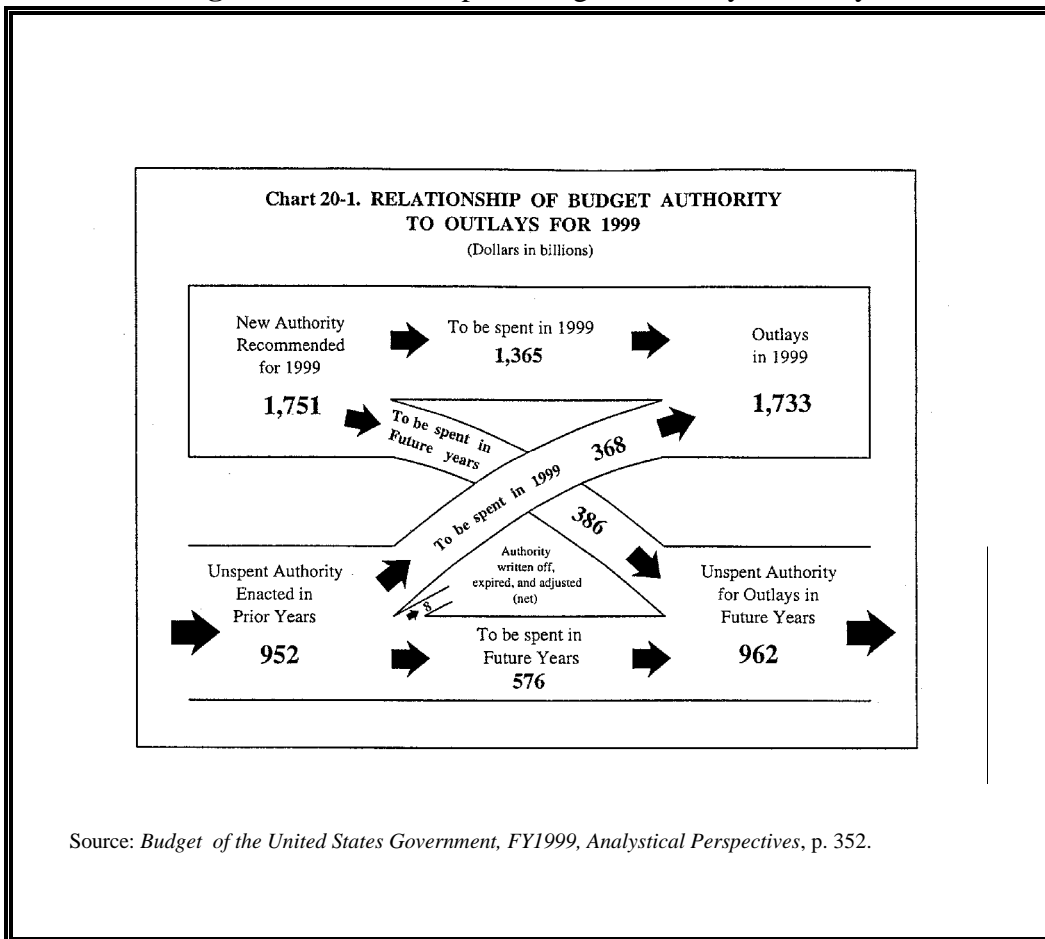 Chart 20-1. RELATIONSHIP OF BUDGET AUTHORITY
TO OUTLAYS FOR 1999
(Dollars in billions)
New Authority
Recommended
for 1999
1,751
To be spent in 1999
1,365
Outlays
in 1999
1,733
To be spent in
Future years
To be spent in 1999 368
386
Authority
written off,
expired, and adjusted
(net)
8
Unspent Authority
Enacted in
Prior Years
952
To be spent in
Future Years
576
Unspent Authority
for Outlays in
Future Years
962
Source: Budget of the United States Government, FY1999, Analystical Perspectives, p. 352.